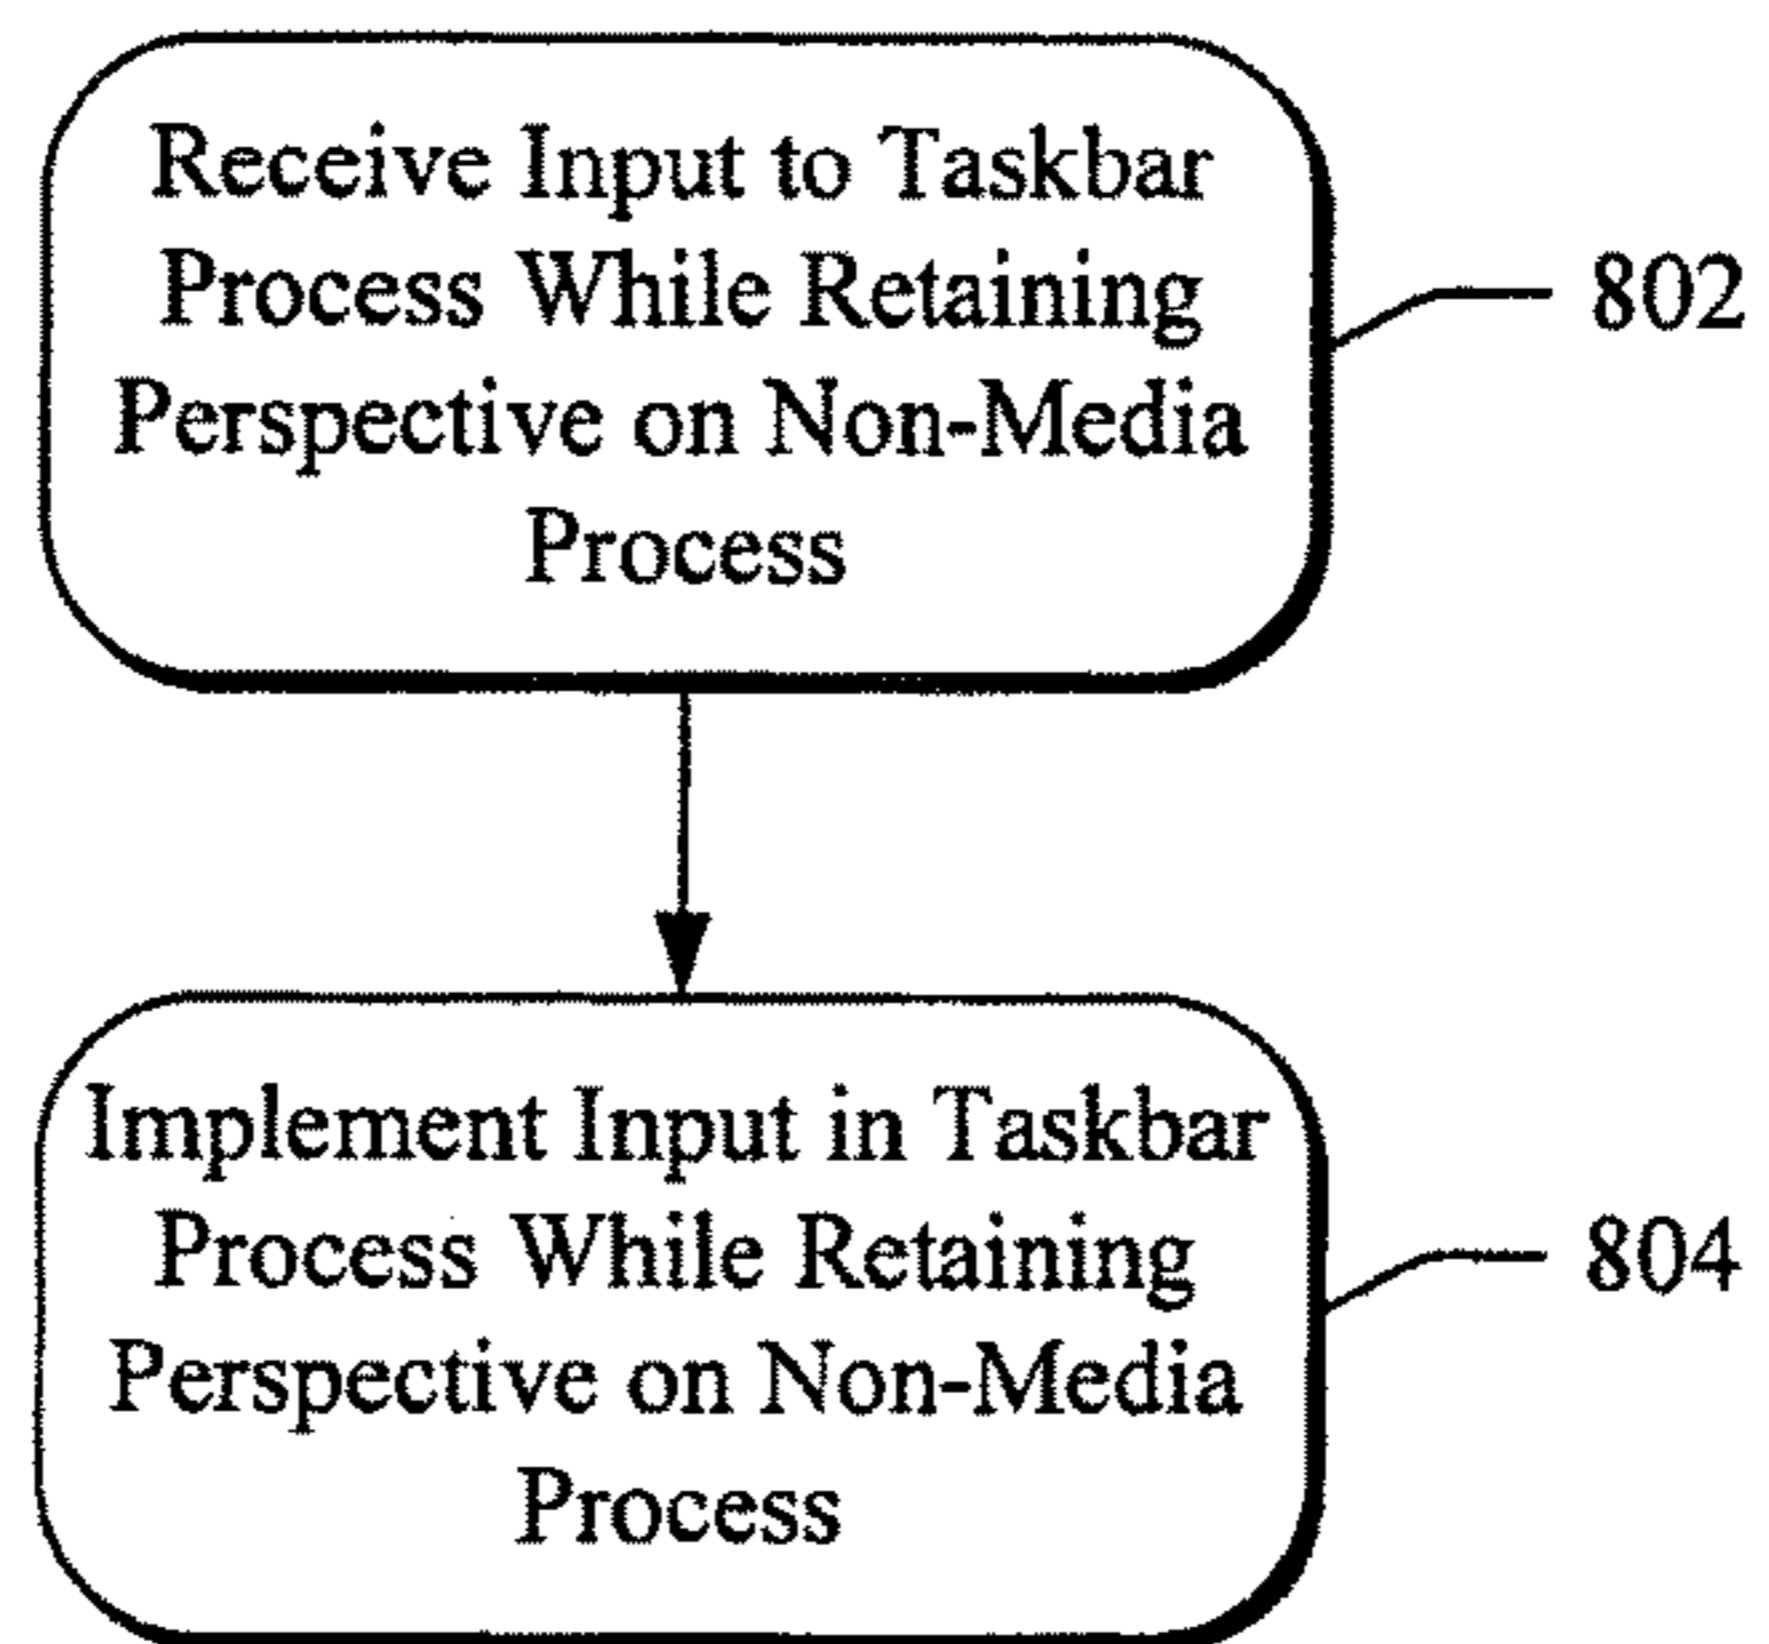 Receive Input to Taskbar
Process While Retaining
Perspective on Non-Media
Process
802
Implement Input in Taskbar
Process While Retaining
Perspective on Non-Media
Process
804